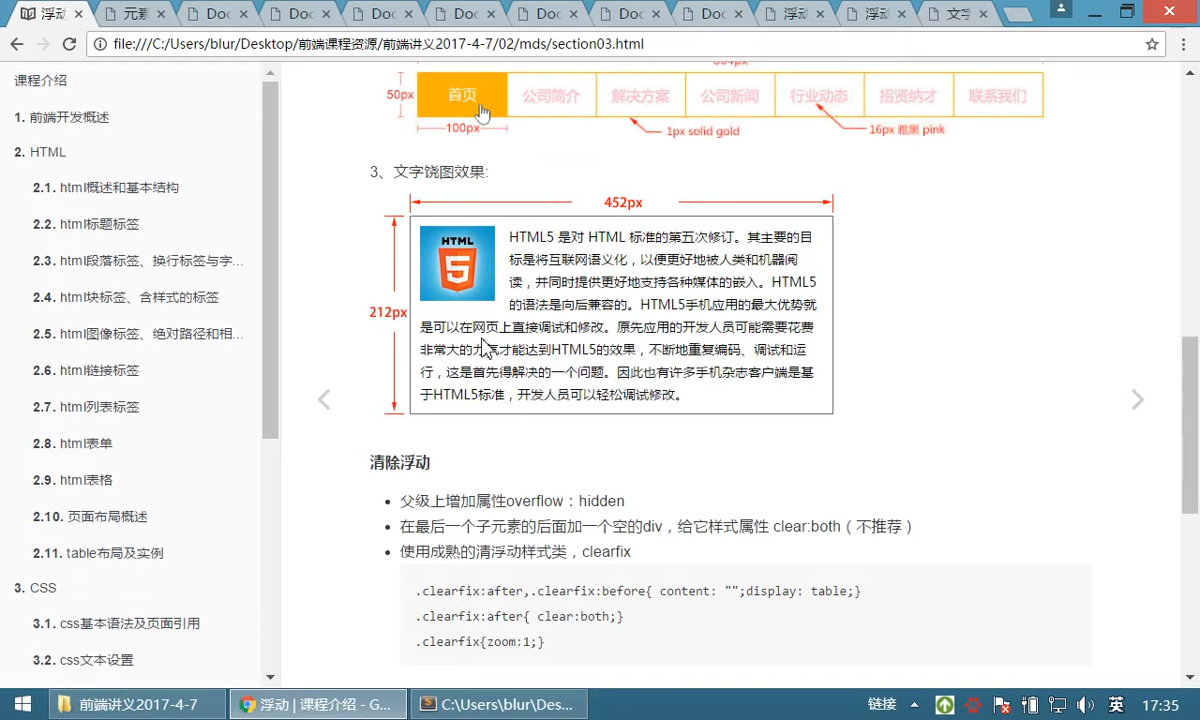 浮动
元素
Doc
Doc
Doc
Doc
Doc
Doc
Doc
浮动
浮动
文字
file:///C:/Users/blur/Desktop/前端课程资源/前端讲义2017-4-7/02/mds/section03.html
课程介绍
1. 前端开发概述
2. HTML
2.1. html概述和基本结构
2.2. html标题标签
2.3. html段落标签、换行标签与字...
2.4. html块标签、含样式的标签
2.5. html图像标签、绝对路径和相...
2.6. html链接标签
2.7. html列表标签
2.8. html表单
2.9. html表格
2.10. 页面布局概述
2.11. table布局及实例
3. CSS
3.1. css基本语法及页面引用
3.2. css文本设置
50px
首页
公司简介
解决方案
公司新闻
行业动态
招贤纳才
联系我们
100px
1px solid gold
16px 雅黑 pink
3、文字饶图效果:
452px
212px
HTML
5
HTML5 是对 HTML 标准的第五次修订。其主要的目
标是将互联网语义化，以便更好地被人类和机器阅
读，并同时提供更好地支持各种媒体的嵌入。HTML5
的语法是向后兼容的。HTML5手机应用的最大优势就
是可以在网页上直接调试和修改。原先应用的开发人员可能需要花费
非常大的力气才能达到HTML5的效果，不断地重复编码、调试和运
行，这是首先得解决的一个问题。因此也有许多手机杂志客户端是基
于HTML5标准，开发人员可以轻松调试修改。
清除浮动
• 父级上增加属性overflow：hidden
• 在最后一个子元素的后面加一个空的div，给它样式属性 clear:both（不推荐）
• 使用成熟的清浮动样式类，clearfix
.clearfix:after,.clearfix:before{ content: "";display: table;}
.clearfix:after{ clear:both;}
.clearfix{zoom:1;}
前端讲义2017-4-7
浮动 | 课程介绍 - G...
C:\Users\blur\Des...
链接
英
17:35